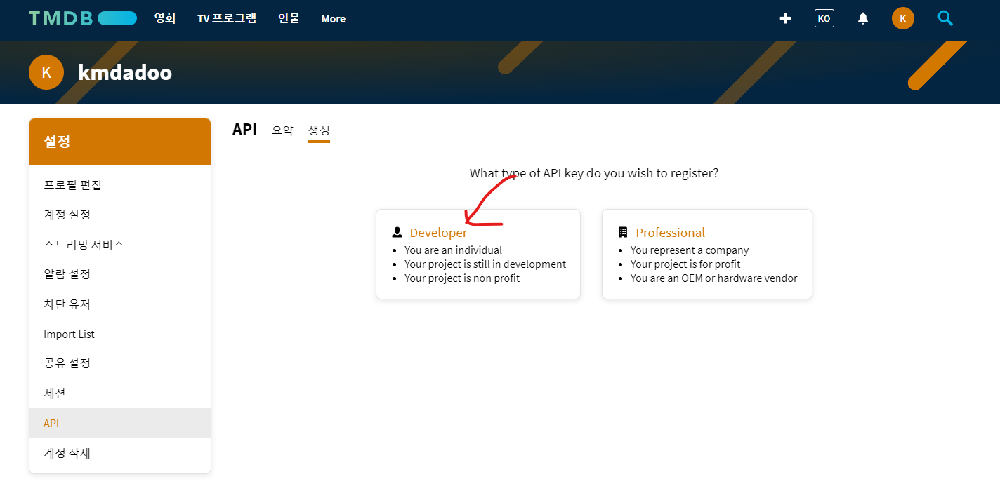 TMDB 영화 TV 프로그램 인물 More KO K
K kmdadoo
설정
프로필 편집
계정 설정
스트리밍 서비스
알람 설정
차단 유저
Import List
공유 설정
세션
API
계정 삭제
API 요약 생성
What type of API key do you wish to register?
Developer
You are an individual
Your project is still in development
Your project is non profit
Professional
You represent a company
Your project is for profit
You are an OEM or hardware vendor